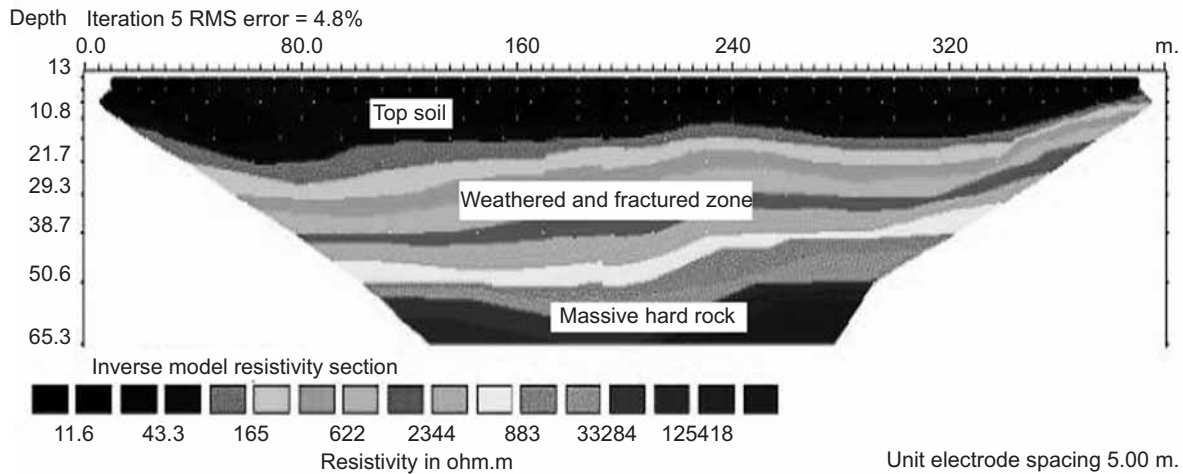 Depth Iteration 5 RMS error = 4.8%
0.0 80.0 160 240 320 m.
13
10.8
Top soil
21.7
29.3
Weathered and fractured zone
38.7
50.6
Massive hard rock
65.3
Inverse model resistivity section
11.6 43.3 165 622 2344 883 33284 125418
Resistivity in ohm.m
Unit electrode spacing 5.00 m.